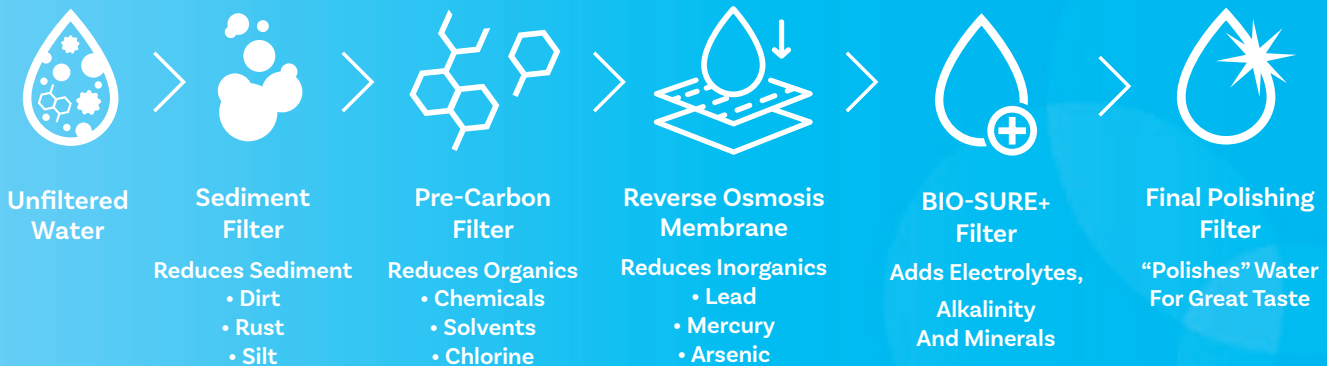 Unfiltered
Water
Sediment
Filter
Reduces Sediment
• Dirt
• Rust
• Silt
Pre-Carbon
Filter
Reduces Organics
• Chemicals
• Solvents
• Chlorine
Reverse Osmosis
Membrane
Reduces Inorganics
• Lead
• Mercury
• Arsenic
BIO-SURE+
Filter
Adds Electrolytes,
Alkalinity
And Minerals
Final Polishing
Filter
“Polishes” Water
For Great Taste